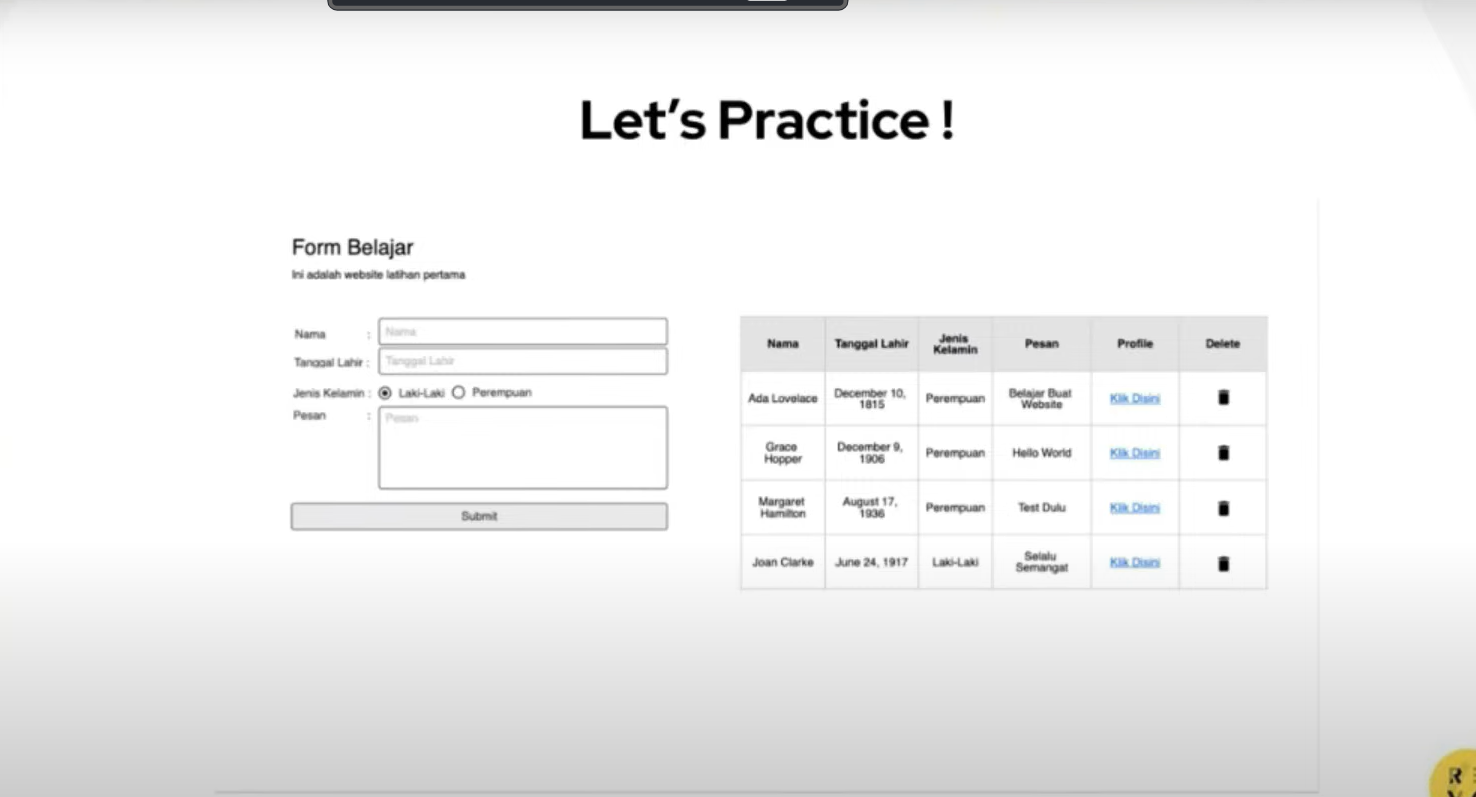 Let's Practice !
Form Belajar
Ini adalah website latihan pertama
Nama : Nama
Tanggal Lahir : Tanggal Lahir
Jenis Kelamin : Laki-Laki Perempuan
Pesan : Pesan
Submit
Nama Tanggal Lahir Jenis Kelamin Pesan Profile Delete
Ada Lovelace December 10, 1815 Perempuan Belajar Buat Website Klik Disini
Grace Hopper December 9, 1906 Perempuan Hello World Klik Disini
Margaret Hamilton August 17, 1936 Perempuan Test Dulu Klik Disini
Joan Clarke June 24, 1917 Laki-Laki Selalu Semangat Klik Disini